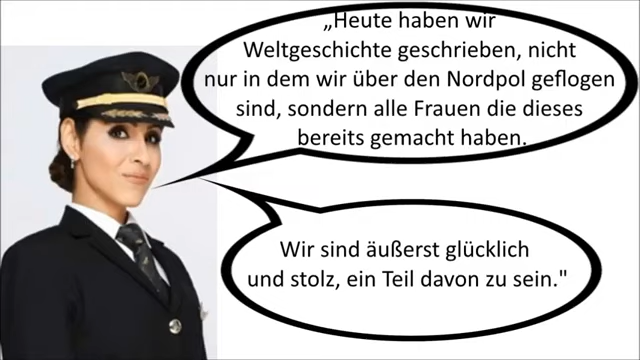 „Heute haben wir
Weltgeschichte geschrieben, nicht
nur in dem wir über den Nordpol geflogen
sind, sondern alle Frauen die dieses
bereits gemacht haben.
Wir sind äußerst glücklich
und stolz, ein Teil davon zu sein."